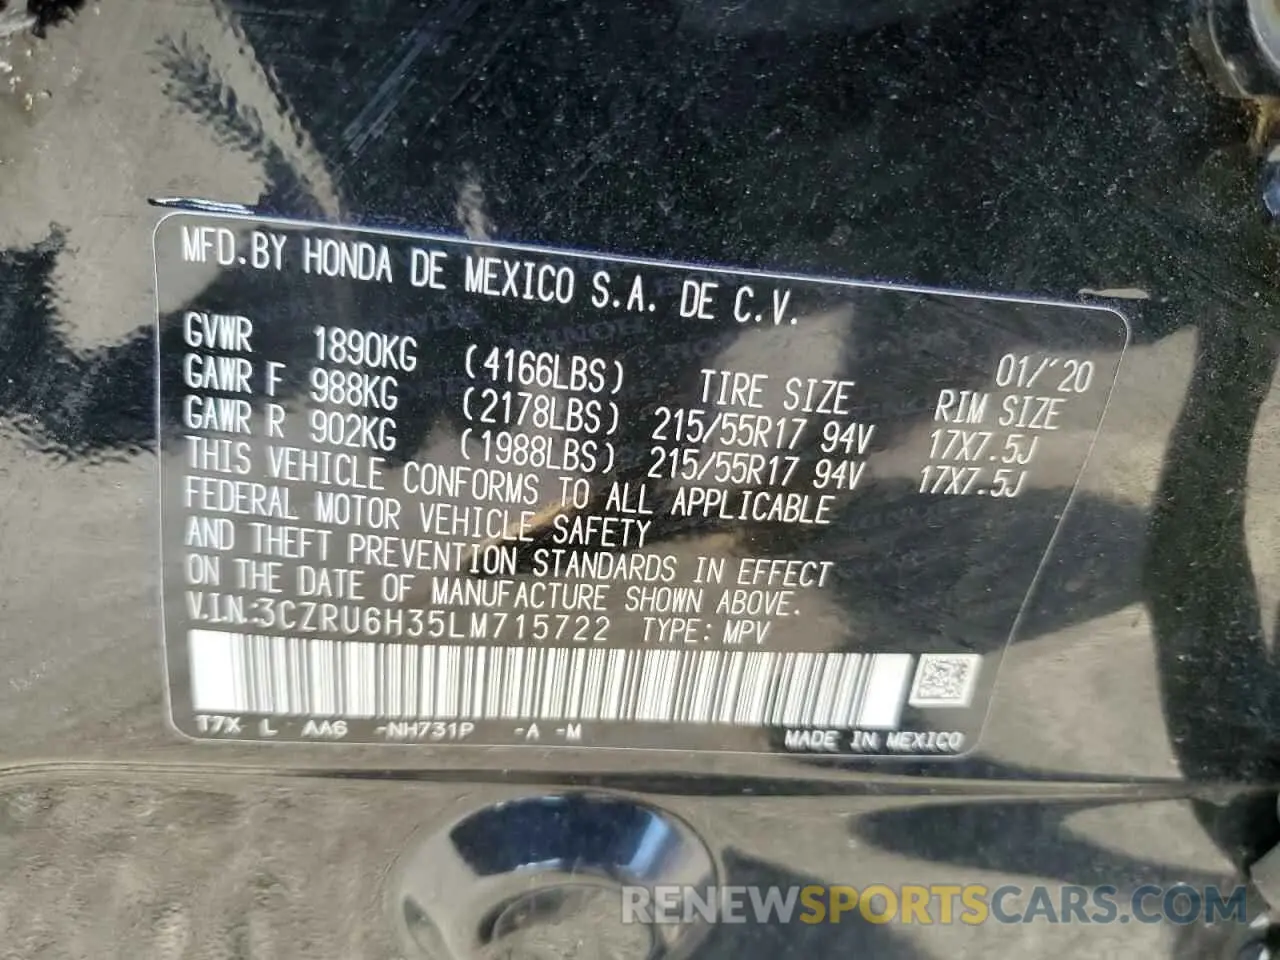 MFD.BY HONDA DE MEXICO S.A. DE C.V.
01/'20
GVWR 1890KG (4166LBS) TIRE SIZE RIM SIZE
GAWR F 988KG (2178LBS) 215/55R17 94V 17X7.5J
GAWR R 902KG (1988LBS) 215/55R17 94V 17X7.5J
THIS VEHICLE CONFORMS TO ALL APPLICABLE
FEDERAL MOTOR VEHICLE SAFETY
AND THEFT PREVENTION STANDARDS IN EFFECT
ON THE DATE OF MANUFACTURE SHOWN ABOVE.
V.I.N.:3CZRU6H35LM715722 TYPE: MPV
T7X L AA6 -NH731P -A -M
MADE IN MEXICO
RENEWSPORTSCARS.COM